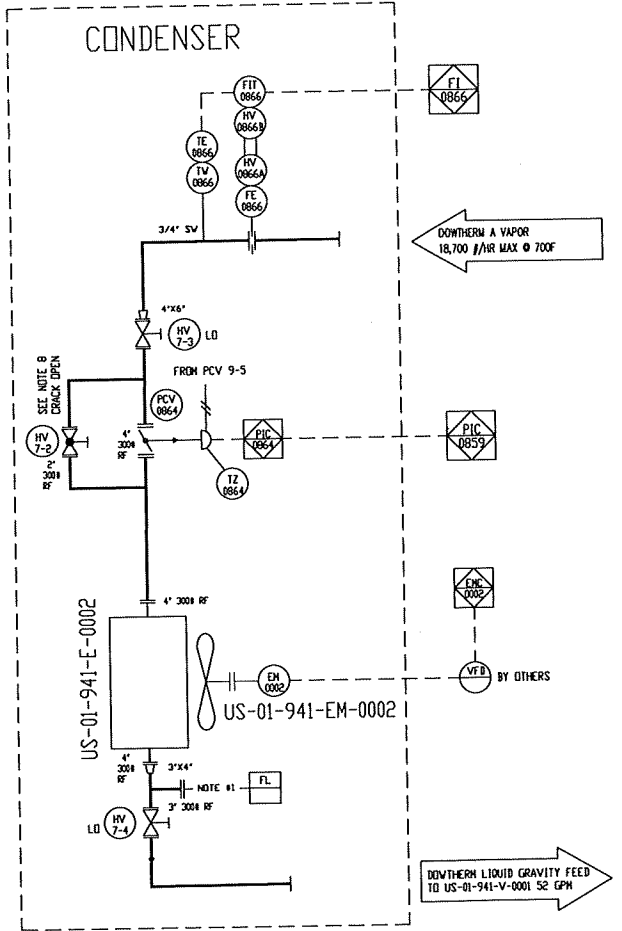 CONDENSER
FIT
0866
FI
0866
HV
0866B
TE
0866
HV
0866A
TW
0866
FE
0866
3/4" SW
DOWTHERM A VAPOR
18,700 #/HR MAX @ 700F
4"X6"
HV
7-3
LO
FROM PCV 9-5
SEE NOTE 8
CRACK OPEN
PCV
0864
HV
7-2
4"
300#
RF
PIC
0864
PIC
0859
2"
300#
RF
TZ
0864
4" 300# RF
EMC
0002
US-01-941-E-0002
EM
0002
VFD
BY OTHERS
US-01-941-EM-0002
4"
300#
RF
3"X4"
NOTE #1
FL
3" 300# RF
LO
HV
7-4
DOWTHERM LIQUID GRAVITY FEED
TO US-01-941-V-0001 52 GPM